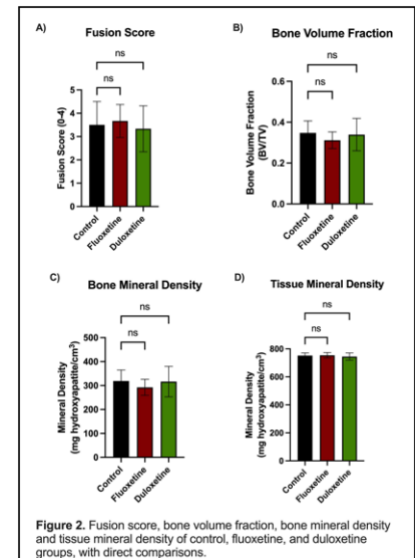 A)
Fusion Score
ns
ns
Fusion Score (0-4)
5
4
3
2
1
0
Control
Fluoxetine
Duloxetine
B)
Bone Volume Fraction
ns
ns
Bone Volume Fraction
(BV/TV)
0.6
0.4
0.2
0.0
Control
Fluoxetine
Duloxetine
C)
Bone Mineral Density
ns
ns
Mineral Density
(mg hydroxyapatite/cm³)
500
400
300
200
100
0
Control
Fluoxetine
Duloxetine
D)
Tissue Mineral Density
ns
ns
Mineral Density
(mg hydroxyapatite/cm³)
800
600
400
200
0
Control
Fluoxetine
Duloxetine
Figure 2. Fusion score, bone volume fraction, bone mineral density
and tissue mineral density of control, fluoxetine, and duloxetine
groups, with direct comparisons.